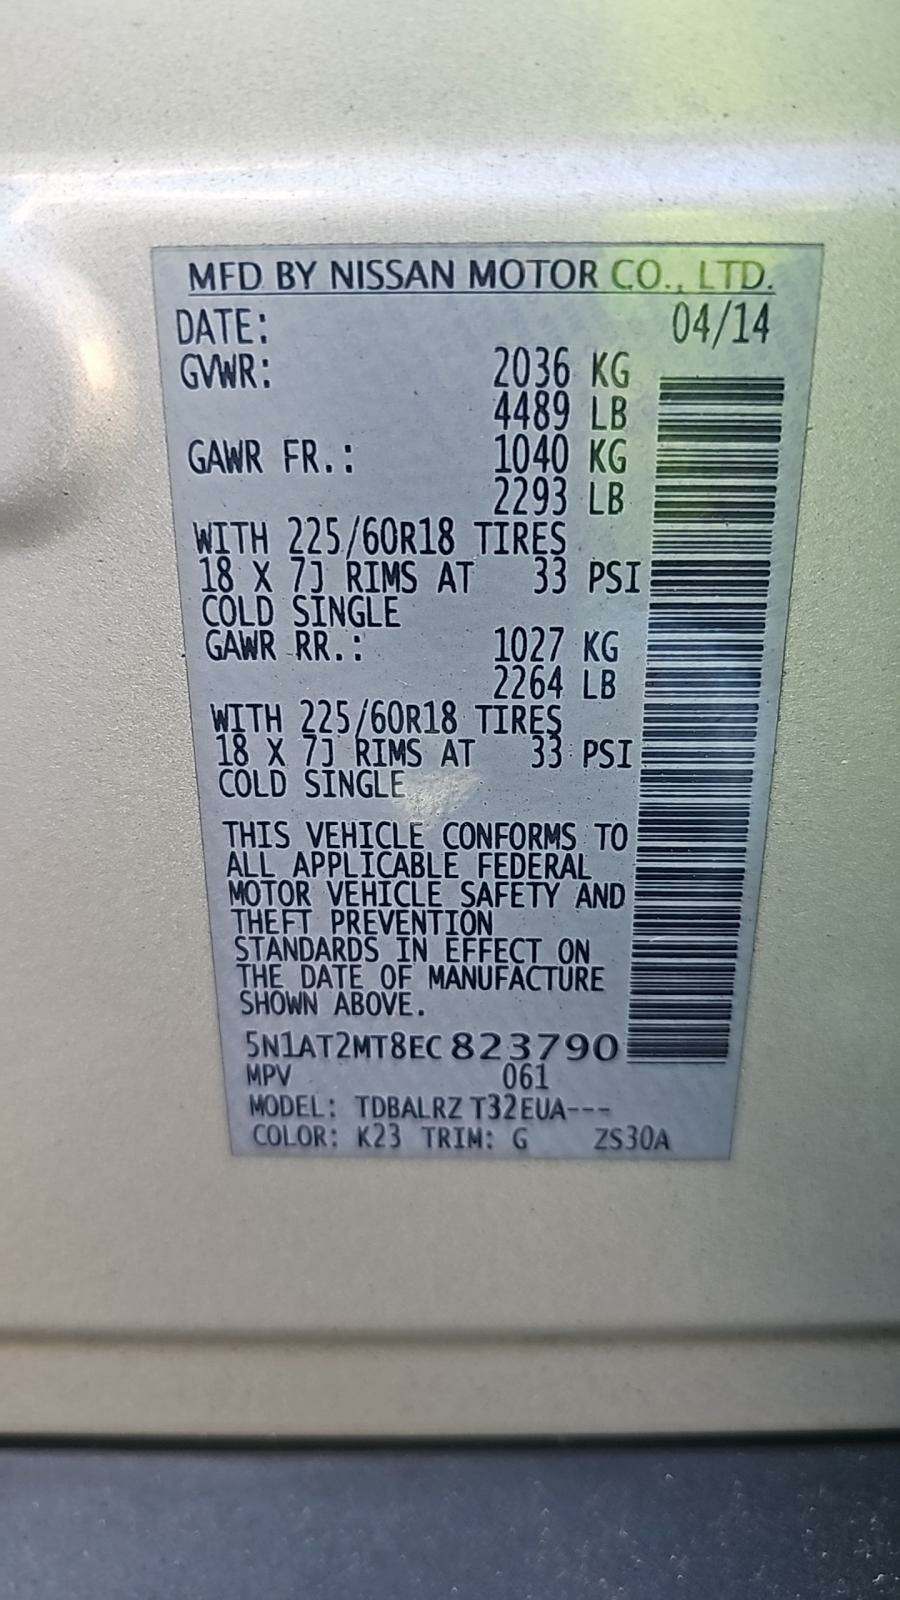 MFD BY NISSAN MOTOR CO., LTD.
DATE: 04/14
GVWR: 2036 KG
4489 LB
GAWR FR.: 1040 KG
2293 LB
WITH 225/60R18 TIRES
18 X 7J RIMS AT 33 PSI
COLD SINGLE
GAWR RR.: 1027 KG
2264 LB
WITH 225/60R18 TIRES
18 X 7J RIMS AT 33 PSI
COLD SINGLE
THIS VEHICLE CONFORMS TO
ALL APPLICABLE FEDERAL
MOTOR VEHICLE SAFETY AND
THEFT PREVENTION
STANDARDS IN EFFECT ON
THE DATE OF MANUFACTURE
SHOWN ABOVE.
5N1AT2MT8EC823790
MPV 061
MODEL: TDBALRZ T32EUA---
COLOR: K23 TRIM: G ZS30A